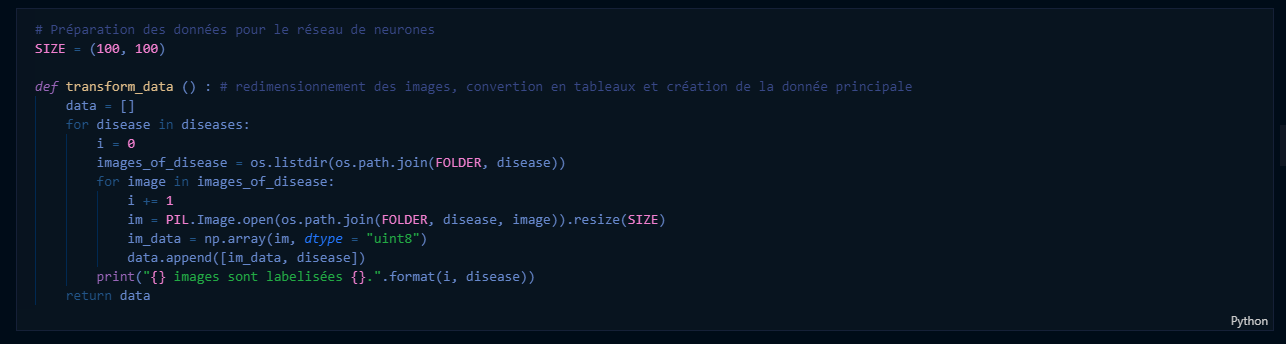 # Préparation des données pour le réseau de neurones
SIZE = (100, 100)
def transform_data () : # redimensionnement des images, convertion en tableaux et création de la donnée principale
    data = []
    for disease in diseases:
        i = 0
        images_of_disease = os.listdir(os.path.join(FOLDER, disease))
        for image in images_of_disease:
            i += 1
            im = PIL.Image.open(os.path.join(FOLDER, disease, image)).resize(SIZE)
            im_data = np.array(im, dtype = "uint8")
            data.append([im_data, disease])
        print("{} images sont labelisées {}.".format(i, disease))
    return data
Python